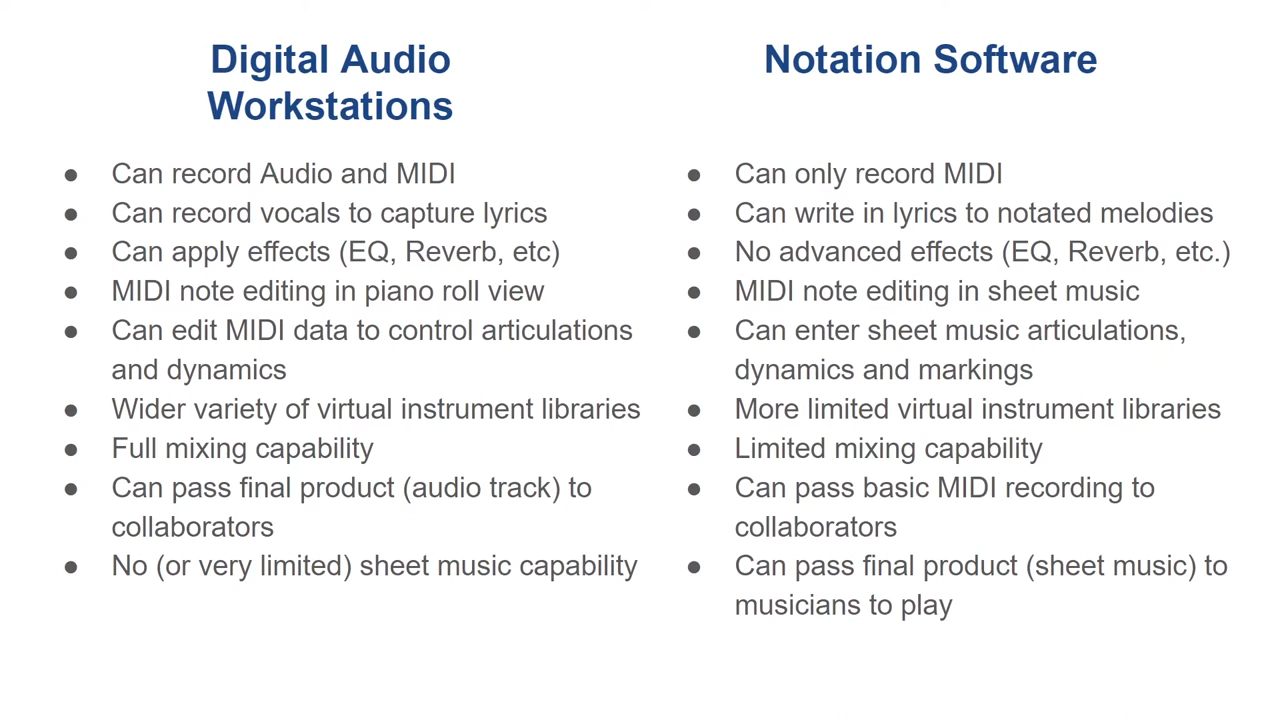 Digital Audio
Workstations
● Can record Audio and MIDI
● Can record vocals to capture lyrics
● Can apply effects (EQ, Reverb, etc)
● MIDI note editing in piano roll view
● Can edit MIDI data to control articulations
and dynamics
● Wider variety of virtual instrument libraries
● Full mixing capability
● Can pass final product (audio track) to
collaborators
● No (or very limited) sheet music capability
Notation Software
● Can only record MIDI
● Can write in lyrics to notated melodies
● No advanced effects (EQ, Reverb, etc.)
● MIDI note editing in sheet music
● Can enter sheet music articulations,
dynamics and markings
● More limited virtual instrument libraries
● Limited mixing capability
● Can pass basic MIDI recording to
collaborators
● Can pass final product (sheet music) to
musicians to play